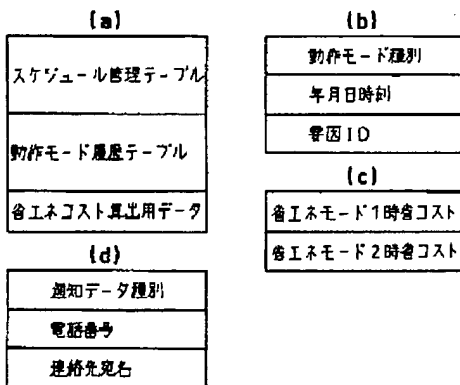 (a)
スケジュール管理テーブル
動作モード履歴テーブル
省エネコスト算出用データ
(b)
動作モード種別
年月日時刻
要因ID
(c)
省エネモード1時省コスト
省エネモード2時省コスト
(d)
通知データ種別
電話番号
連絡先宛名